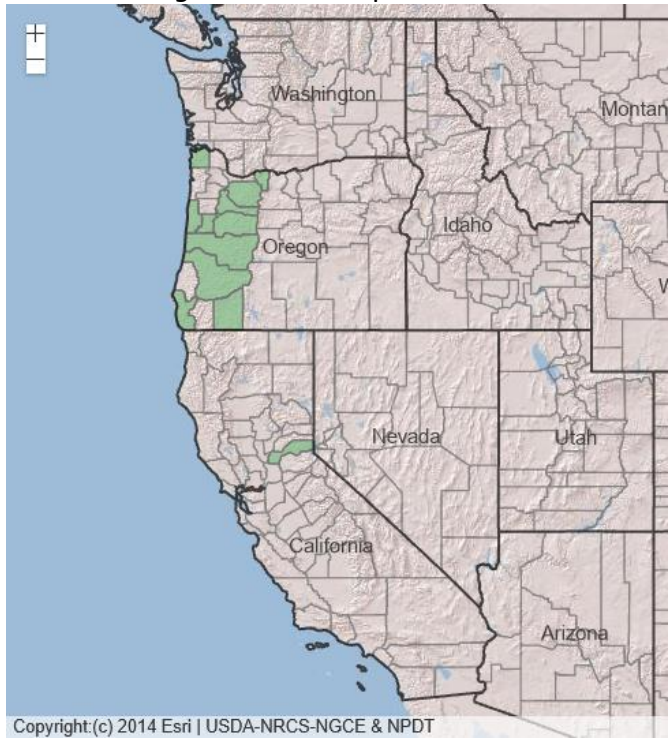 +
−
Washington
Montan
Idaho
Oregon
W
Nevada
Utah
California
Arizona
Copyright:(c) 2014 Esri | USDA-NRCS-NGCE & NPDT